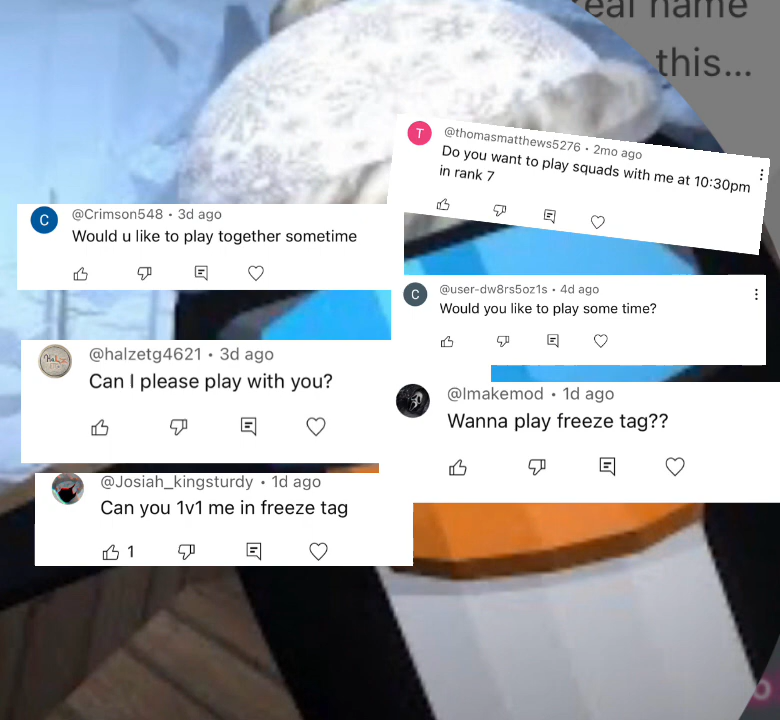 eal name
this...
@thomasmatthews5276 • 2mo ago
Do you want to play squads with me at 10:30pm
in rank 7
@Crimson548 • 3d ago
Would u like to play together sometime
@user-dw8rs5oz1s • 4d ago
Would you like to play some time?
@halzetg4621 • 3d ago
Can I please play with you?
@Imakemod • 1d ago
Wanna play freeze tag??
@Josiah_kingsturdy • 1d ago
Can you 1v1 me in freeze tag
1
T
C
C